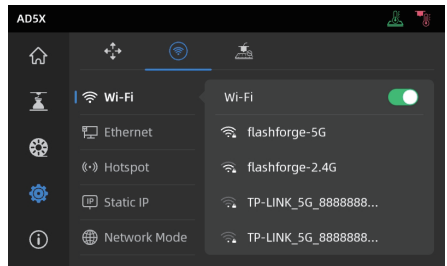 AD5X
Wi-Fi
Ethernet
Hotspot
IP Static IP
Network Mode
Wi-Fi
flashforge-5G
flashforge-2.4G
TP-LINK_5G_8888888...
TP-LINK_5G_8888888...